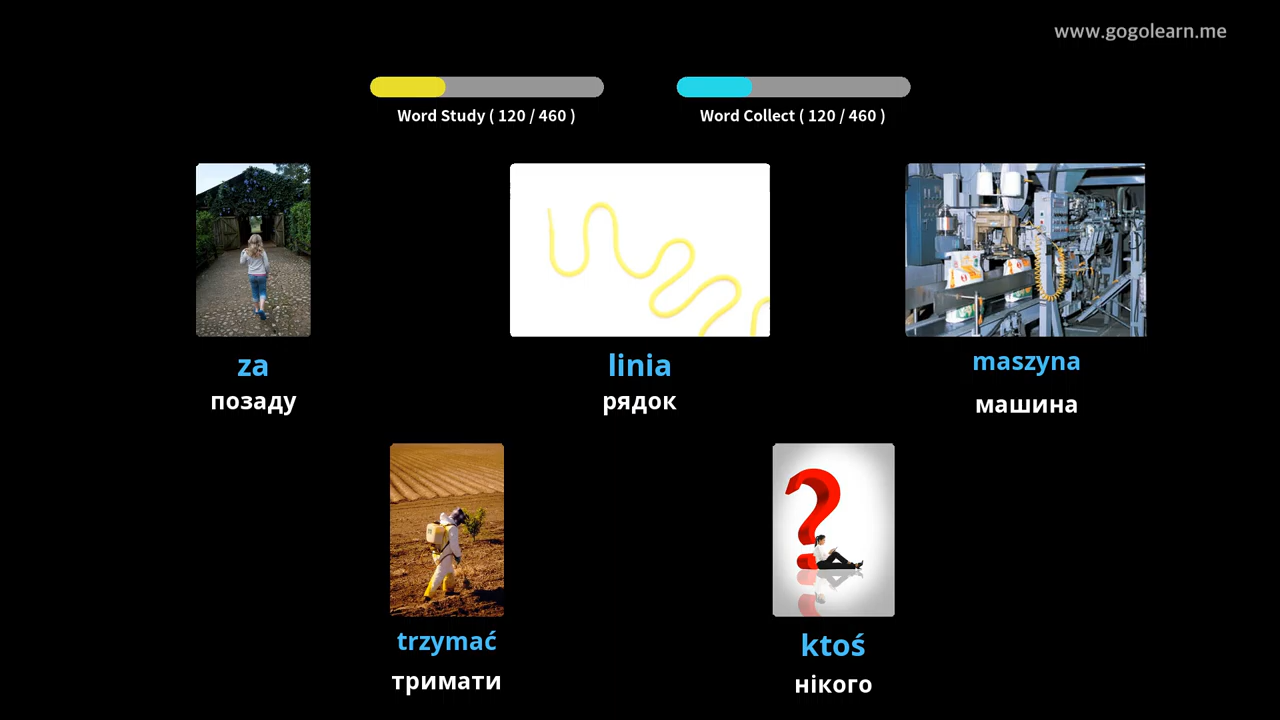 www.gogolearn.me
Word Study ( 120 / 460 )
Word Collect ( 120 / 460 )
za
позаду
linia
рядок
maszyna
машина
trzymać
тримати
ktoś
нікого